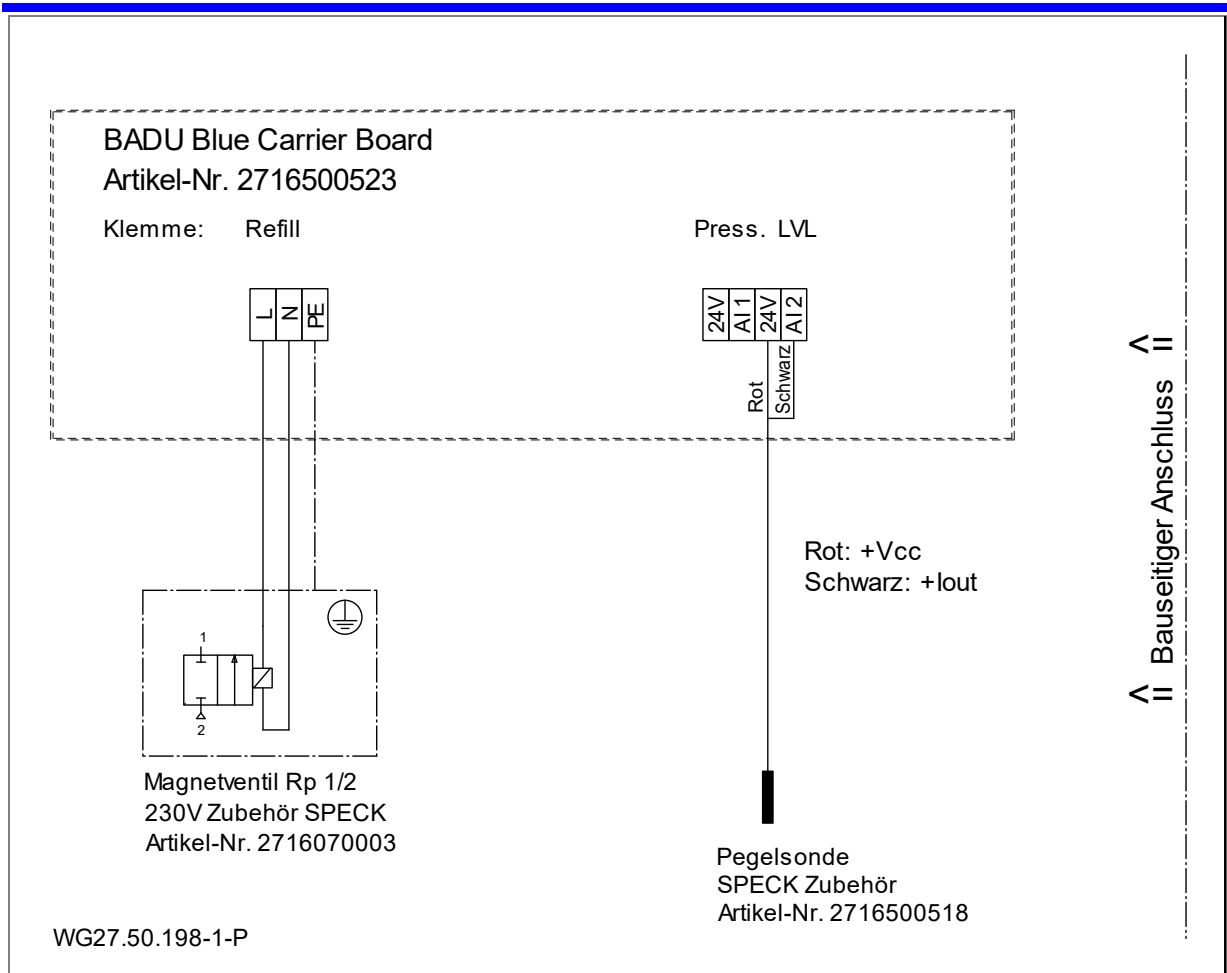 BADU Blue Carrier Board
Artikel-Nr. 2716500523
Klemme: Refill
Press. LVL
L
N
PE
24V
AI 1
24V
AI 2
Rot
Schwarz
Rot: +Vcc
Schwarz: +Iout
<= Bauseitiger Anschluss <=
1
2
Magnetventil Rp 1/2
230V Zubehör SPECK
Artikel-Nr. 2716070003
Pegelsonde
SPECK Zubehör
Artikel-Nr. 2716500518
WG27.50.198-1-P